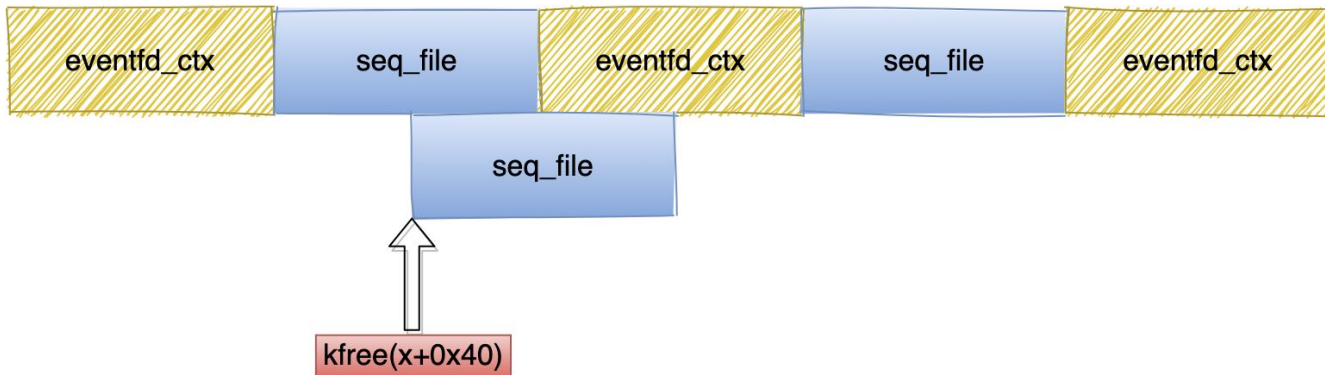 eventfd_ctx seq_file eventfd_ctx seq_file eventfd_ctx
seq_file
kfree(x+0x40)